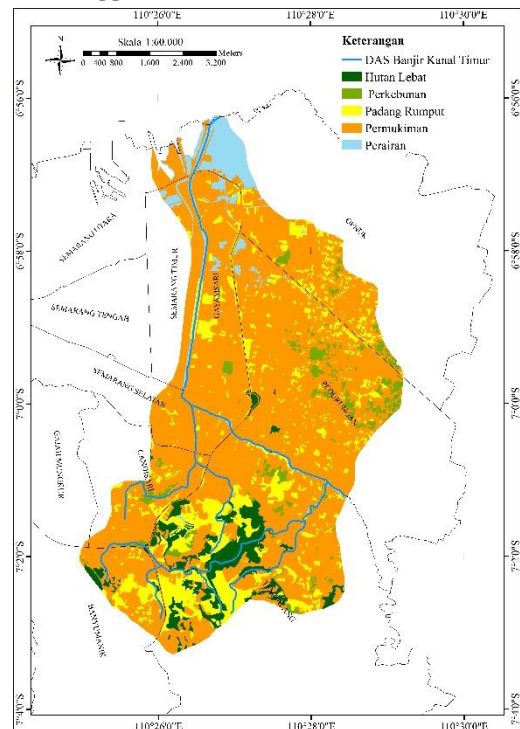 110°26'0"E 110°28'0"E 110°30'0"E
Skala 1:60.000
Meters
0 400 800 1,600 2,400 3,200
Keterangan
DAS Banjir Kanal Timur
Hutan Lebat
Perkebunan
Padang Rumput
Permukiman
Perairan
6°56'0"S 6°56'0"S
GENUK
SEMARANG UTARA
SEMARANG TIMUR
GAYAMSARI
6°58'0"S 6°58'0"S
SEMARANG TENGAH
SEMARANG SELATAN
PEDURUNGAN
7°0'0"S 7°0'0"S
GAJAH MUNGKUR
CANDISARI
7°2'0"S 7°2'0"S
BANYUMANIK
7°4'0"S 7°4'0"S
110°26'0"E 110°28'0"E 110°30'0"E